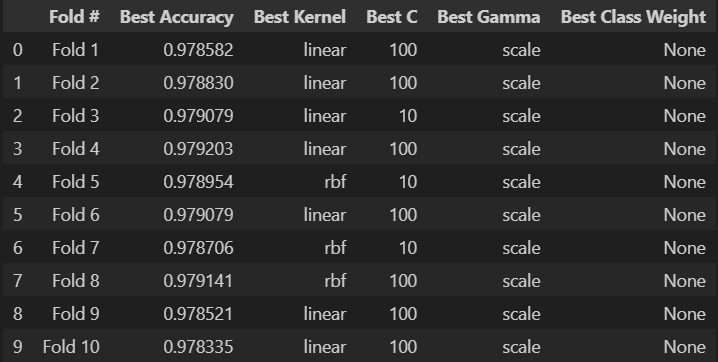 Fold # Best Accuracy Best Kernel Best C Best Gamma Best Class Weight
0 Fold 1 0.978582 linear 100 scale None
1 Fold 2 0.978830 linear 100 scale None
2 Fold 3 0.979079 linear 10 scale None
3 Fold 4 0.979203 linear 100 scale None
4 Fold 5 0.978954 rbf 10 scale None
5 Fold 6 0.979079 linear 100 scale None
6 Fold 7 0.978706 rbf 10 scale None
7 Fold 8 0.979141 rbf 100 scale None
8 Fold 9 0.978521 linear 100 scale None
9 Fold 10 0.978335 linear 100 scale None